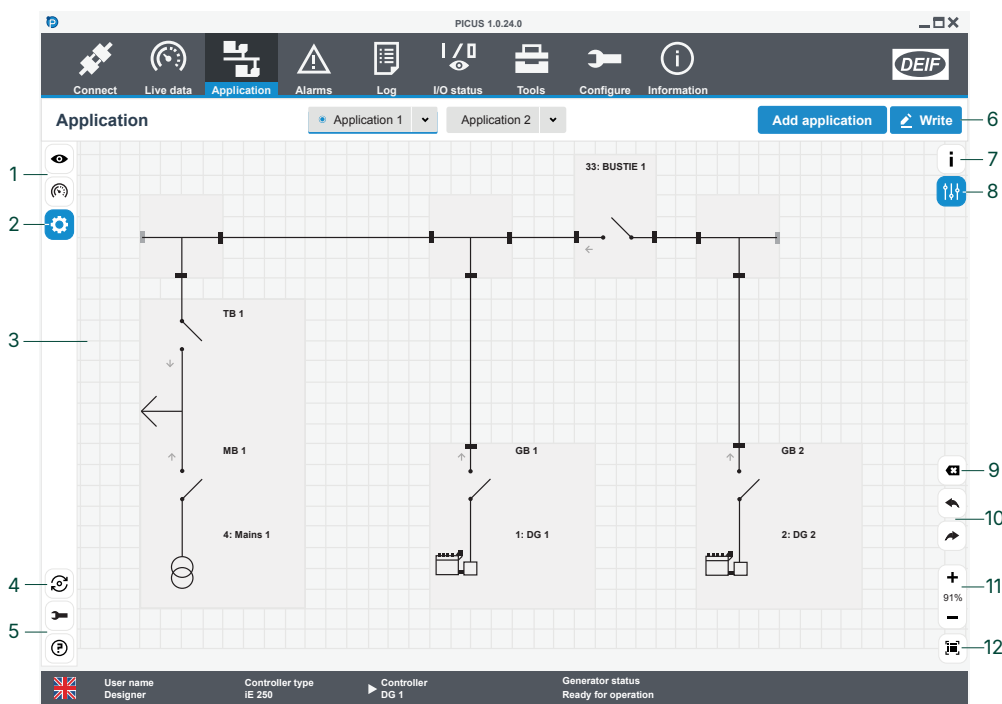 PICUS 1.0.24.0
Connect Live data Application Alarms Log I/O status Tools Configure Information
DEIF
Application
Application 1
Application 2
Add application
Write
6
1
2
3
4
5
7
8
9
10
11
12
33: BUSTIE 1
TB 1
MB 1
GB 1
GB 2
4: Mains 1
1: DG 1
2: DG 2
91%
User name
Designer
Controller type
iE 250
Controller
DG 1
Generator status
Ready for operation